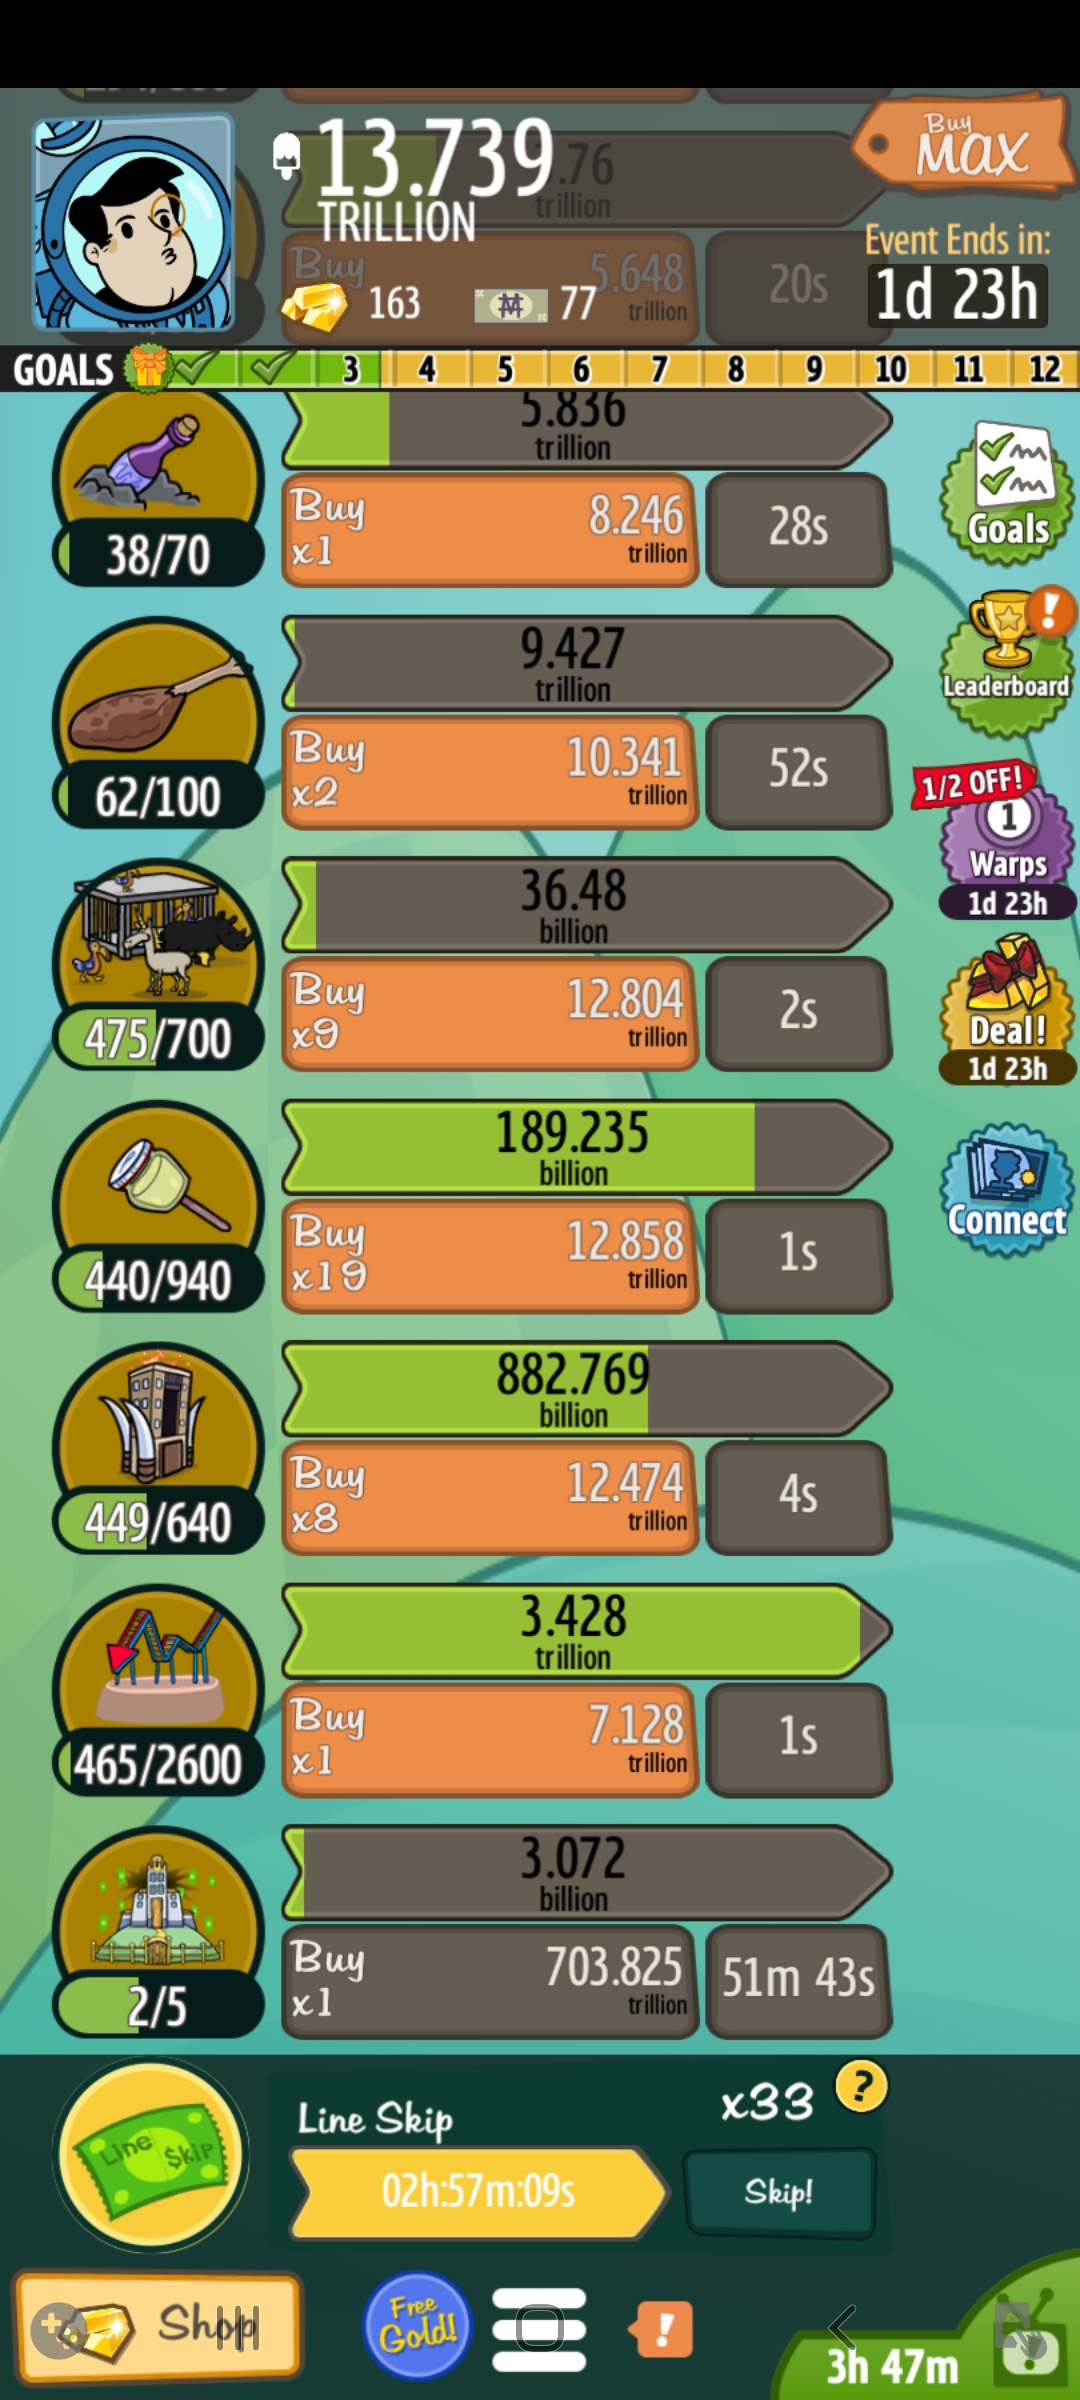 13.739
TRILLION
Buy
MAX
.76
trillion
Buy
5.648
trillion
20s
163
77
Event Ends in:
1d 23h
GOALS
3 4 5 6 7 8 9 10 11 12
5.836
trillion
38/70
Buy
x1
8.246
trillion
28s
Goals
9.427
trillion
62/100
Buy
x2
10.341
trillion
52s
Leaderboard
1/2 OFF!
1
Warps
1d 23h
36.48
billion
475/700
Buy
x9
12.804
trillion
2s
Deal!
1d 23h
189.235
billion
440/940
Buy
x19
12.858
trillion
1s
Connect
882.769
billion
449/640
Buy
x8
12.474
trillion
4s
3.428
trillion
465/2600
Buy
x1
7.128
trillion
1s
3.072
billion
2/5
Buy
x1
703.825
trillion
51m 43s
Line Skip
Line Skip
x33
?
02h:57m:09s
Skip!
Shop
Free
Gold!
!
3h 47m